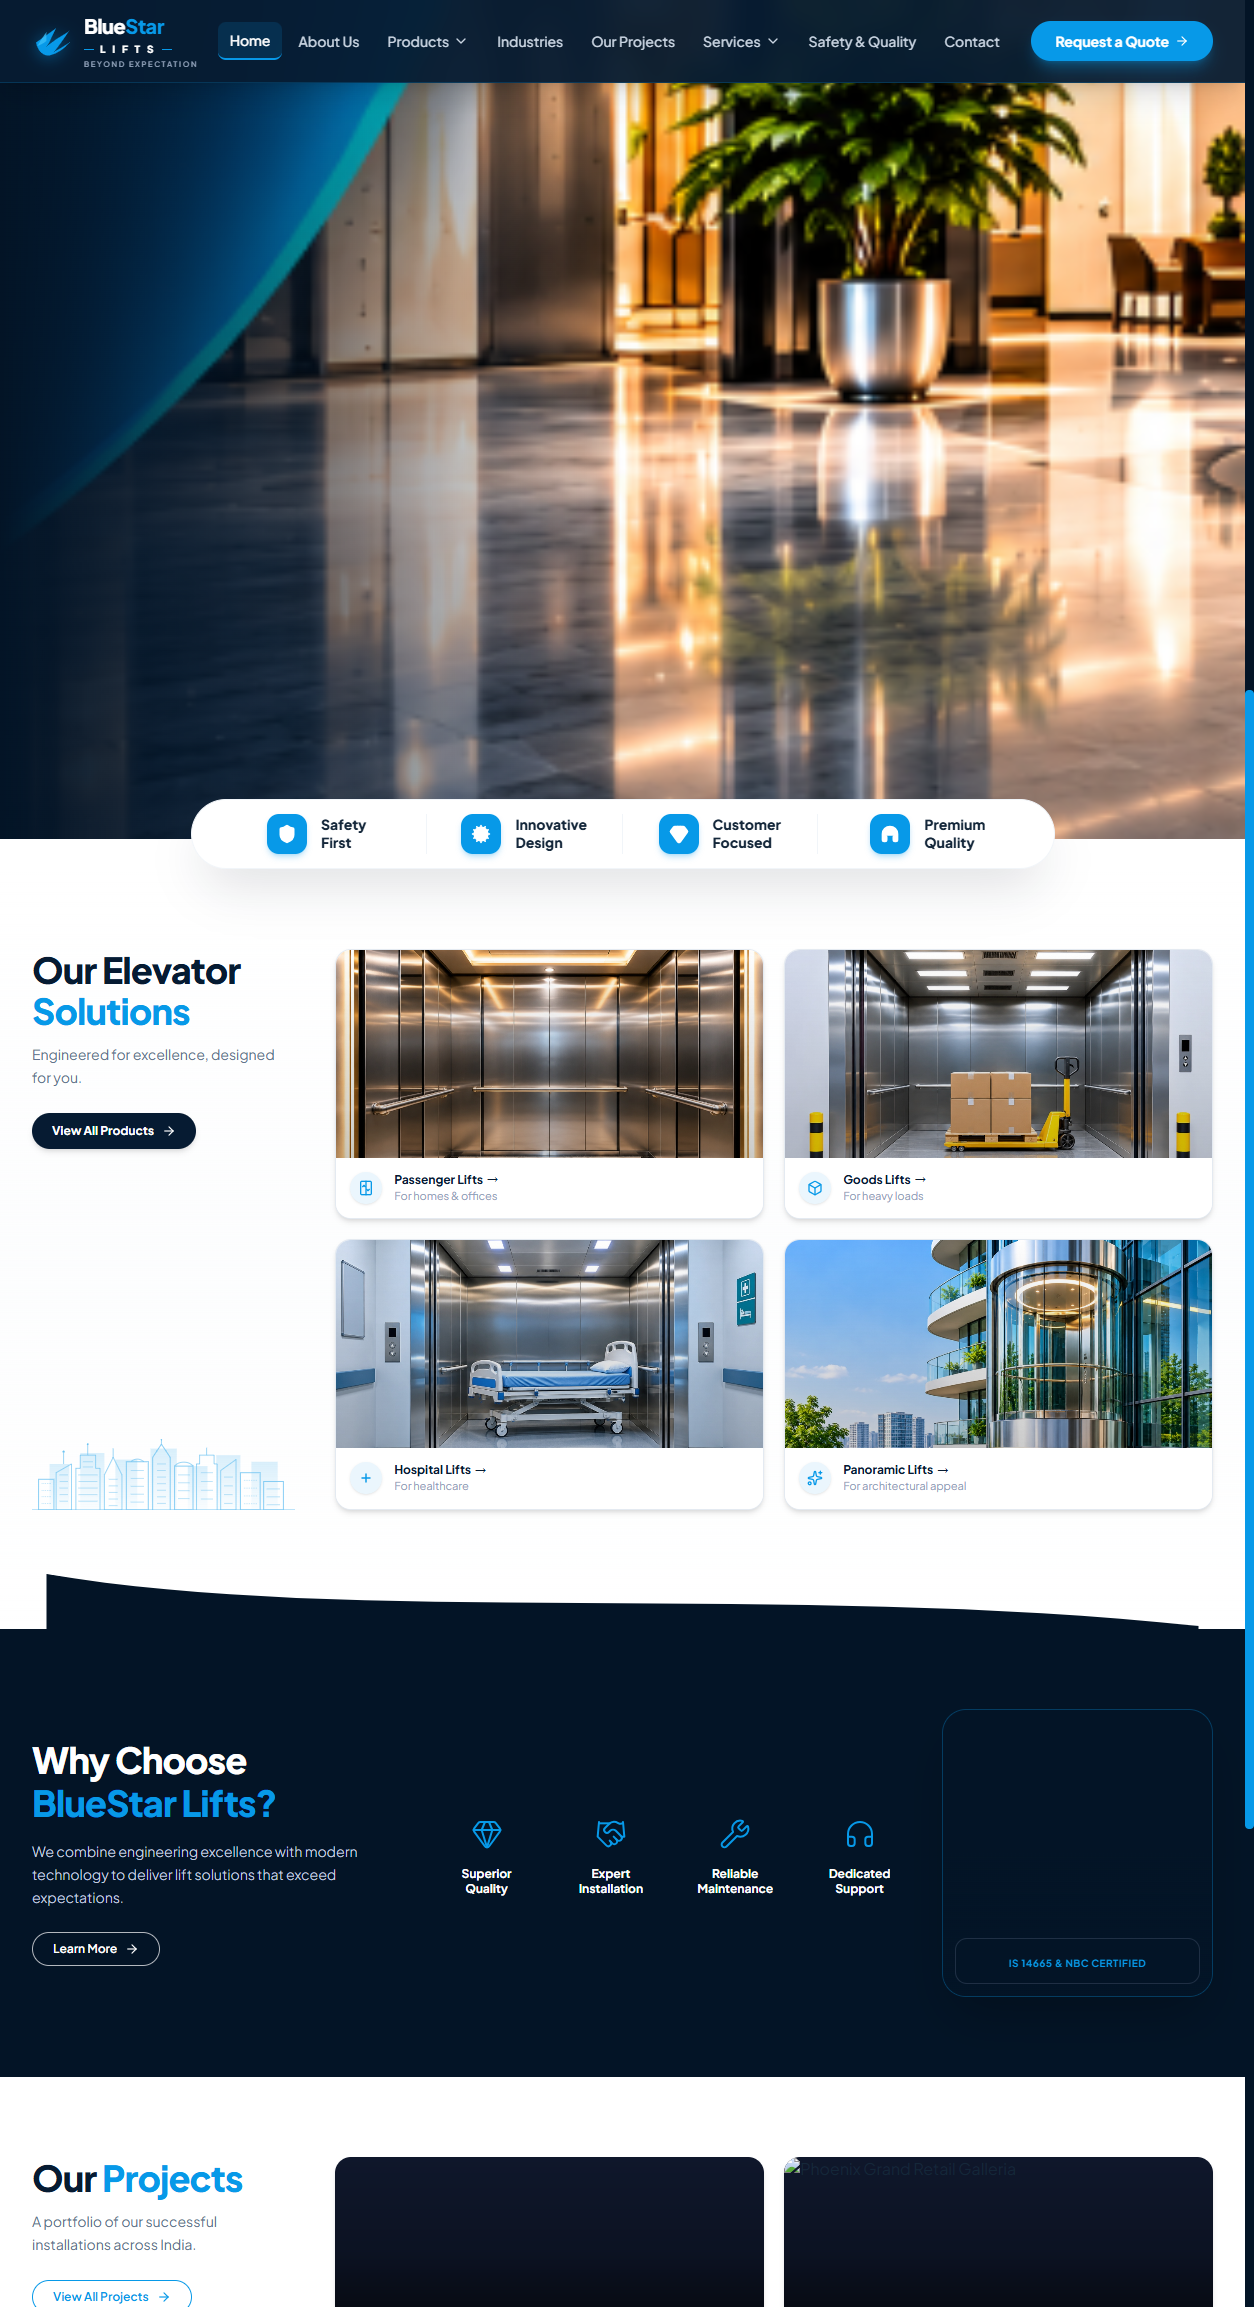 BlueStar
LIFTS
BEYOND EXPECTATION
Home
About Us
Products
Industries
Our Projects
Services
Safety & Quality
Contact
Request a Quote →
Safety
First
Innovative
Design
Customer
Focused
Premium
Quality
Our Elevator
Solutions
Engineered for excellence, designed
for you.
View All Products →
Passenger Lifts →
For homes & offices
Goods Lifts →
For heavy loads
Hospital Lifts →
For healthcare
Panoramic Lifts →
For architectural appeal
Why Choose
BlueStar Lifts?
We combine engineering excellence with modern
technology to deliver lift solutions that exceed
expectations.
Learn More →
Superior
Quality
Expert
Installation
Reliable
Maintenance
Dedicated
Support
IS 14665 & NBC CERTIFIED
Our Projects
A portfolio of our successful
installations across India.
View All Projects →
Phoenix Grand Retail Galleria